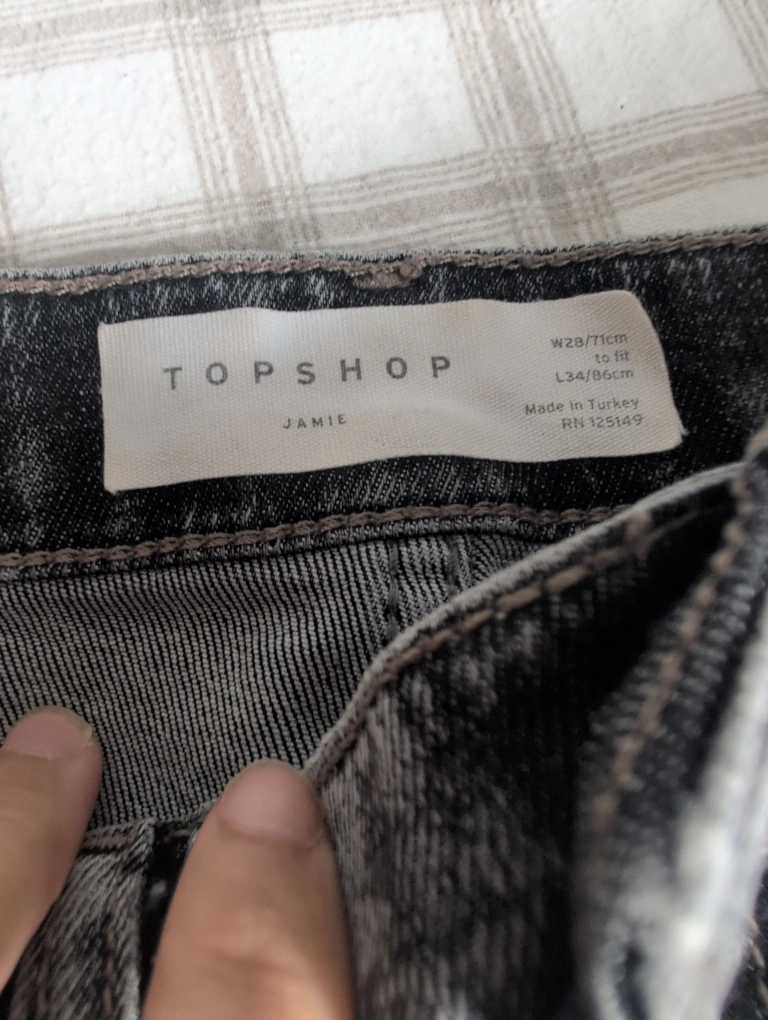 TOPSHOP
JAMIE
W28/71cm
to fit
L34/86cm
Made in Turkey
RN 125149